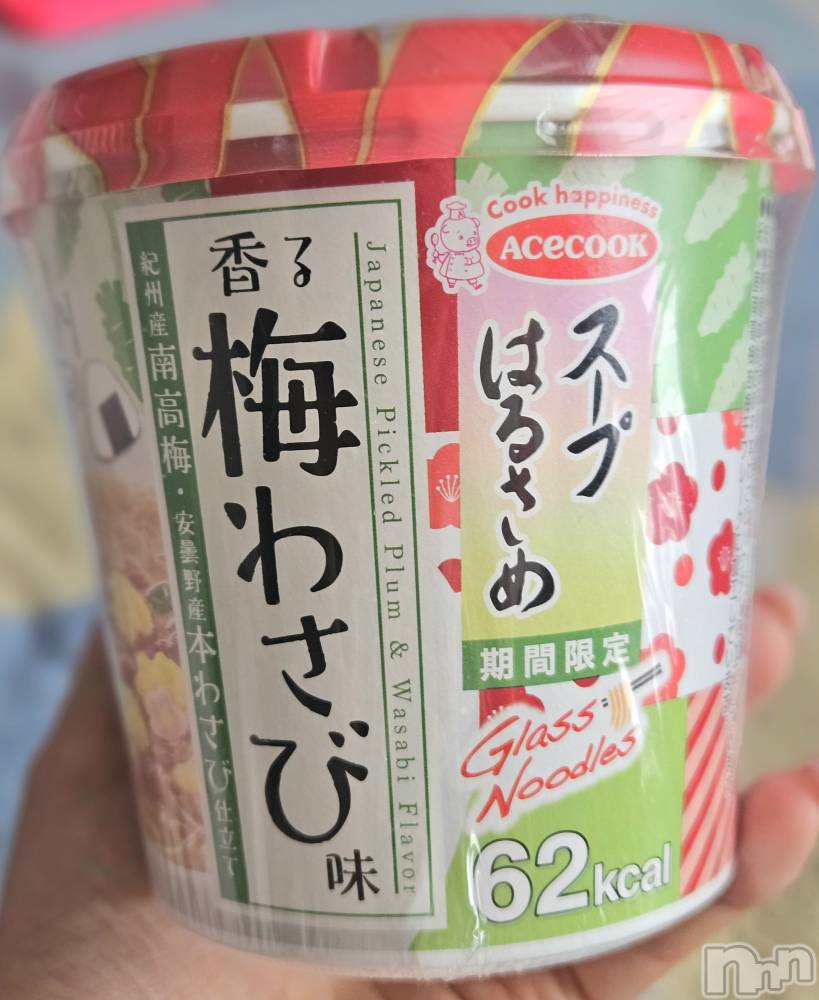 Cook happiness
ACECOOK
スープ
はるさめ
期間限定
Glass
Noodles
62kcal
Japanese Pickled Plum & Wasabi Flavor
香る
梅わさび
味
紀州産南高梅・安曇野産本わさび仕立て
nnn